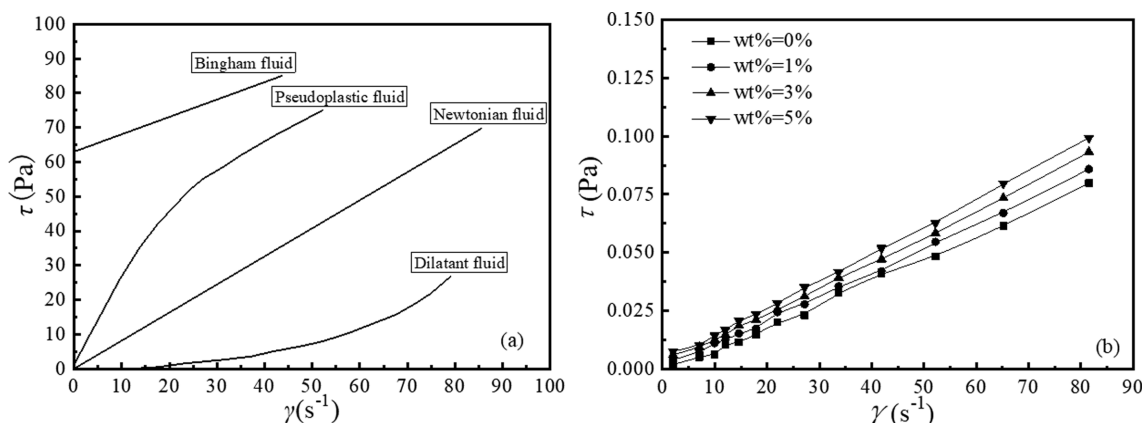 100
90
80
70
60
50
40
30
20
10
0
τ (Pa)
Bingham fluid
Pseudoplastic fluid
Newtonian fluid
Dilatant fluid
(a)
0 10 20 30 40 50 60 70 80 90 100
γ(s⁻¹)
0.150
0.125
0.100
0.075
0.050
0.025
0.000
τ (Pa)
wt%=0%
wt%=1%
wt%=3%
wt%=5%
(b)
0 10 20 30 40 50 60 70 80 90
γ(s⁻¹)